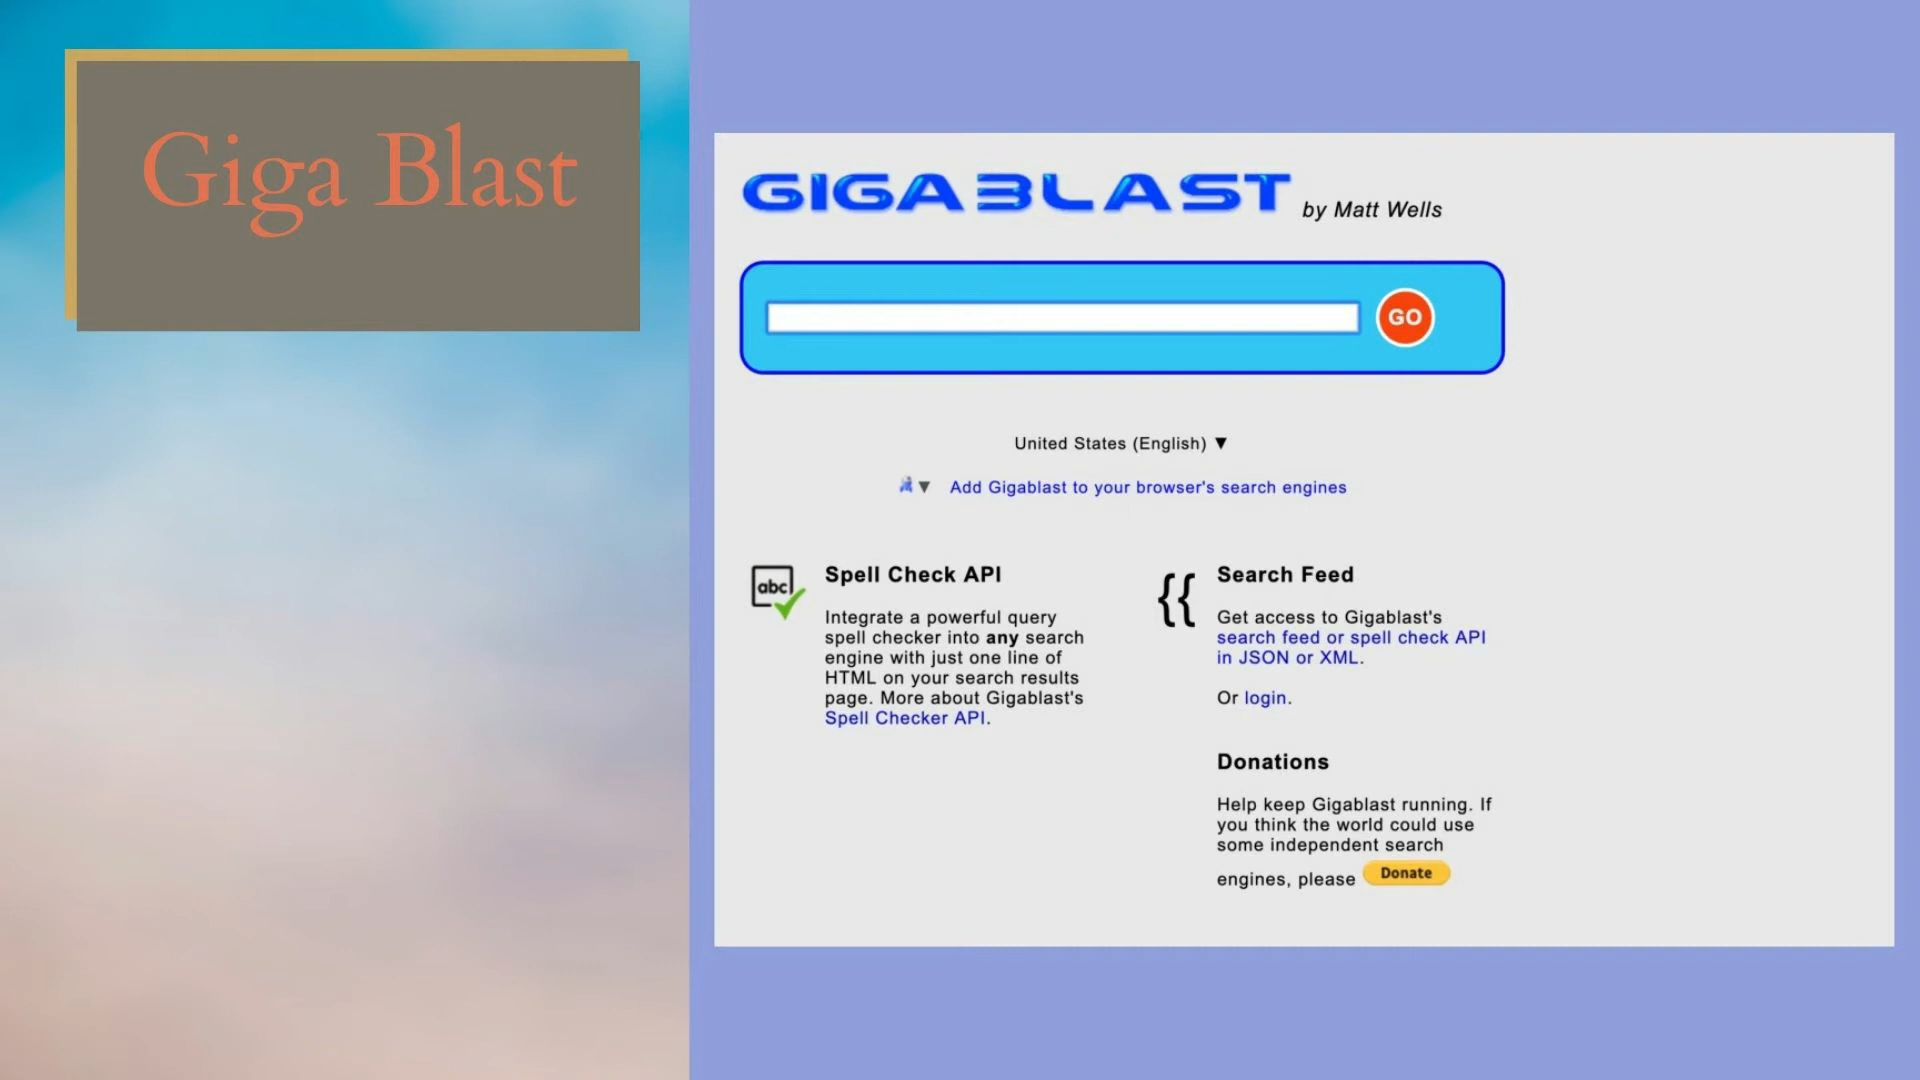 Giga Blast
GIGABLAST by Matt Wells
GO
United States (English) ▼
Add Gigablast to your browser's search engines
abc
Spell Check API
Integrate a powerful query
spell checker into any search
engine with just one line of
HTML on your search results
page. More about Gigablast's
Spell Checker API.
{{
Search Feed
Get access to Gigablast's
search feed or spell check API
in JSON or XML.
Or login.
Donations
Help keep Gigablast running. If
you think the world could use
some independent search
engines, please Donate